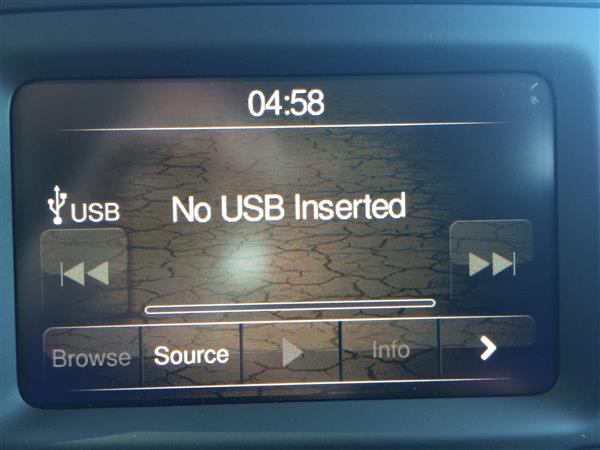 04:58
USB
No USB Inserted
Browse
Source
Info